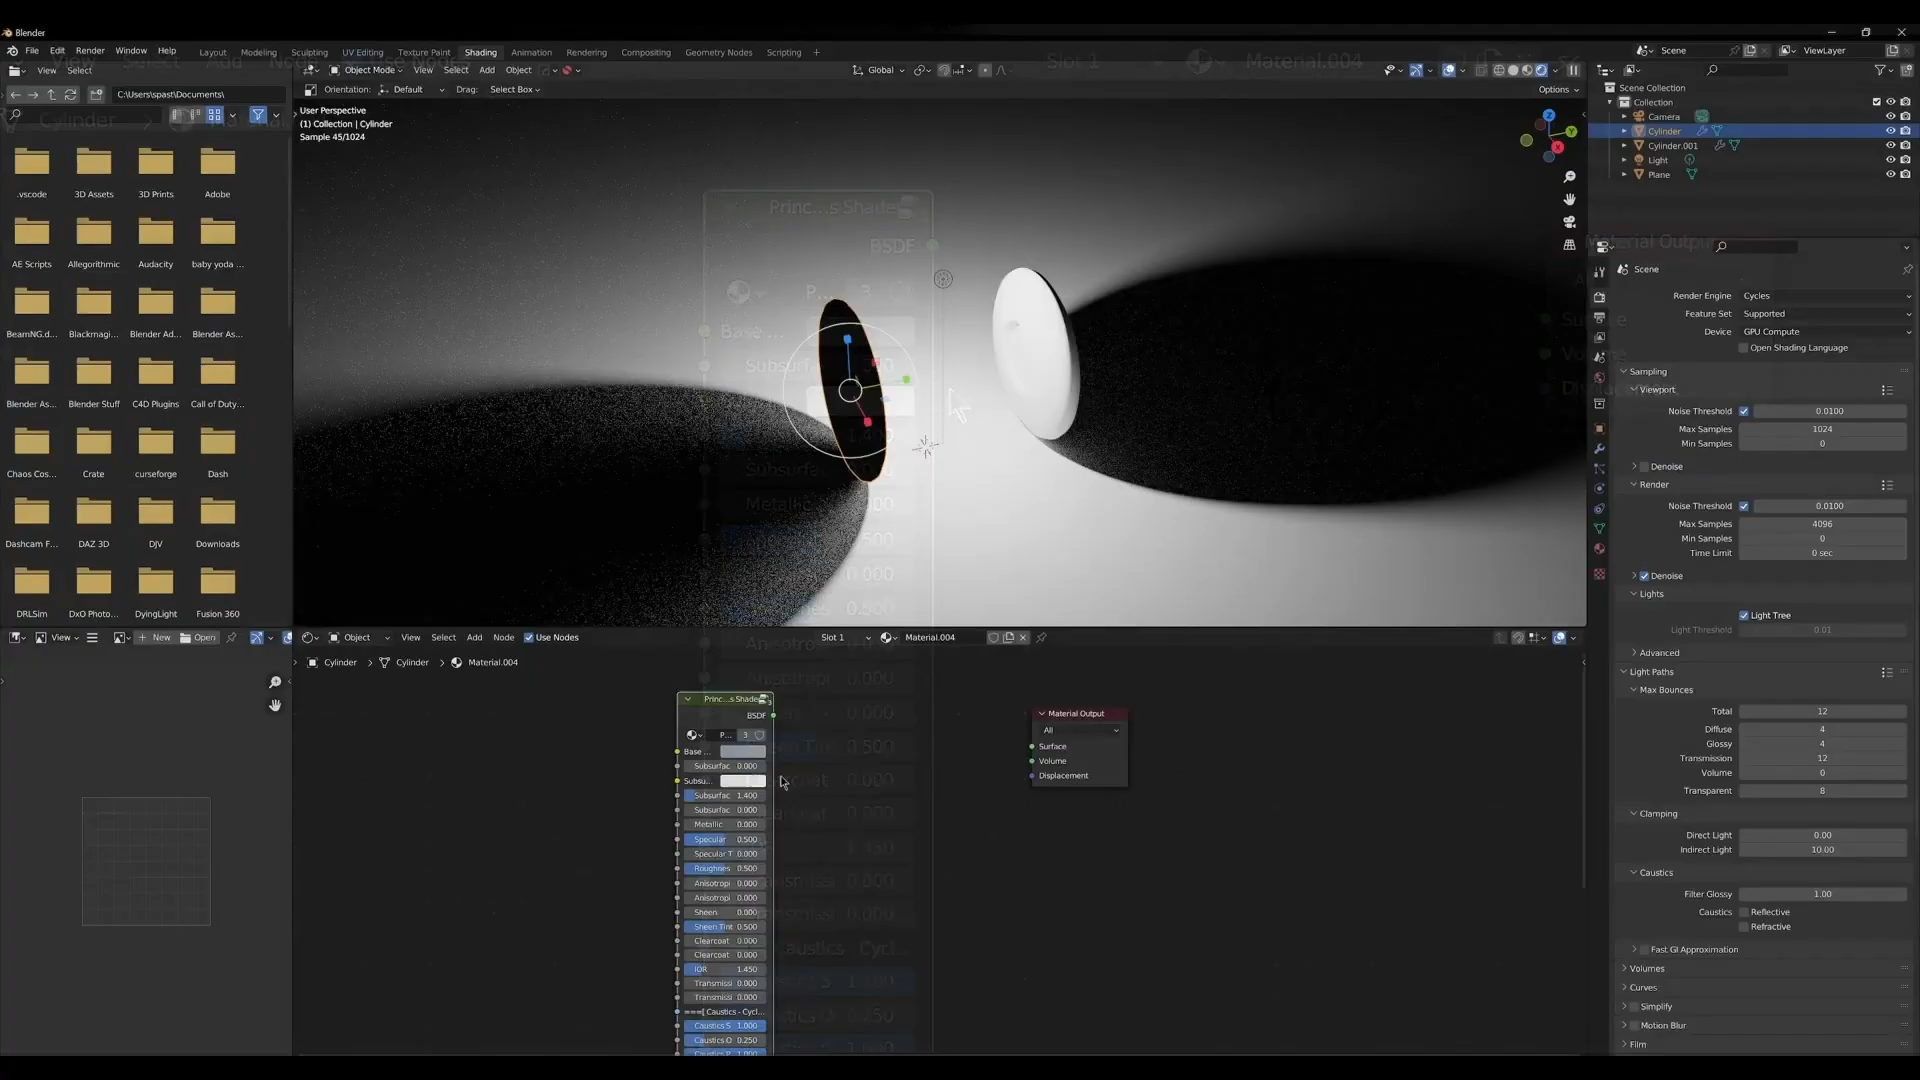 Blender
File Edit Render Window Help Layout Modeling Sculpting UV Editing Texture Paint Shading Animation Rendering Compositing Geometry Nodes Scripting + Scene ViewLayer
View Select Object Mode View Select Add Object Global
C:\Users\spast\Documents\ Orientation: Default Drag: Select Box Options
User Perspective
(1) Collection | Cylinder
Sample 45/1024
.vscode 3D Assets 3D Prints Adobe
AE Scripts Allegorithmic Audacity baby yoda ...
BeamNG.d... Blackmagi... Blender Ad... Blender As...
Blender As... Blender Stuff C4D Plugins Call of Duty...
Chaos Cos... Crate curseforge Dash
Dashcam F... DAZ 3D DJV Downloads
DRLSim DxO Photo... DyingLight Fusion 360
Scene Collection
Collection
Camera
Cylinder
Cylinder.001
Light
Plane
Scene
Render Engine Cycles
Feature Set Supported
Device GPU Compute
Open Shading Language
Sampling
Viewport
Noise Threshold 0.0100
Max Samples 1024
Min Samples 0
Denoise
Render
Noise Threshold 0.0100
Max Samples 4096
Min Samples 0
Time Limit 0 sec
Denoise
Lights
Light Tree
Light Threshold 0.01
Advanced
Light Paths
Max Bounces
Total 12
Diffuse 4
Glossy 4
Transmission 12
Volume 0
Transparent 8
Clamping
Direct Light 0.00
Indirect Light 10.00
Caustics
Filter Glossy 1.00
Caustics Reflective
Refractive
Fast GI Approximation
Volumes
Curves
Simplify
Motion Blur
Film
View New Open
Object View Select Add Node Use Nodes Slot 1 Material.004
Cylinder > Cylinder > Material.004
Princ...s Shade
BSDF
P... 3
Base ...
Subsurfac 0.000
Subsu...
Subsurfac 1.400
Subsurfac 0.000
Metallic 0.000
Specular 0.500
Specular T 0.000
Roughnes 0.500
Anisotropi 0.000
Anisotropi 0.000
Sheen 0.000
Sheen Tint 0.500
Clearcoat 0.000
Clearcoat 0.000
IOR 1.450
Transmissi 0.000
Transmissi 0.000
===[ Caustics - Cycl...
Caustics S 1.000
Caustics O 0.250
Material Output
All
Surface
Volume
Displacement